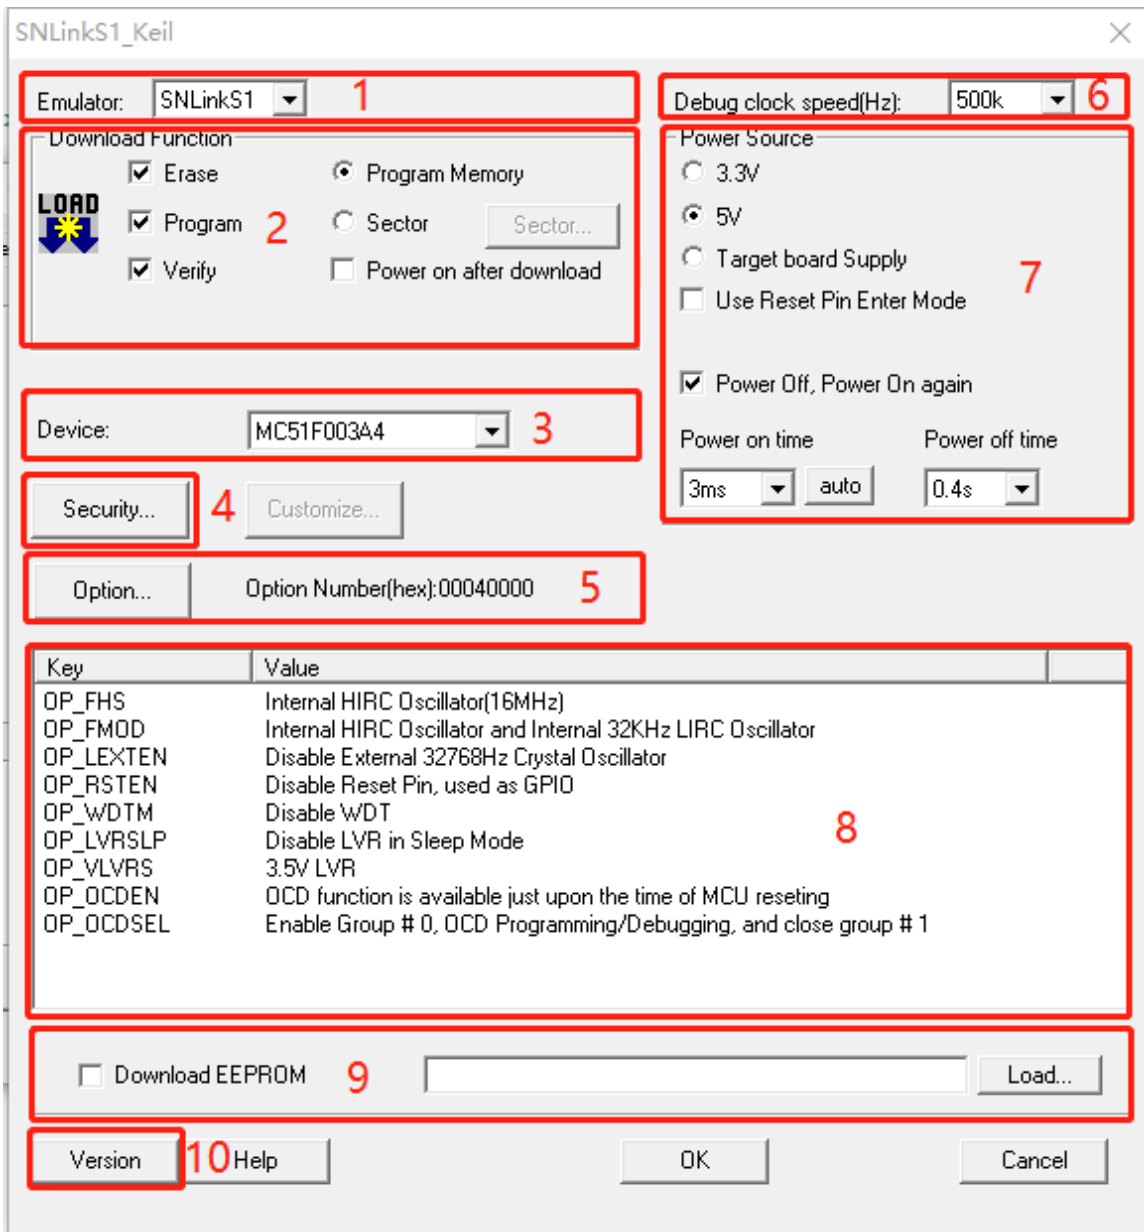 SNLinkS1_Keil
Emulator: SNLinkS1 1
Debug clock speed(Hz): 500k 6
Download Function
Erase Program Memory
LOAD Program 2 Sector Sector...
Verify Power on after download
Power Source
3.3V
5V
Target board Supply 7
Use Reset Pin Enter Mode
Power Off, Power On again
Power on time Power off time
3ms auto 0.4s
Device: MC51F003A4 3
Security... 4 Customize...
Option... Option Number(hex):00040000 5
Key Value
OP_FHS Internal HIRC Oscillator(16MHz)
OP_FMOD Internal HIRC Oscillator and Internal 32KHz LIRC Oscillator
OP_LEXTEN Disable External 32768Hz Crystal Oscillator
OP_RSTEN Disable Reset Pin, used as GPIO
OP_WDTM Disable WDT
OP_LVRSLP Disable LVR in Sleep Mode 8
OP_VLVRS 3.5V LVR
OP_OCDEN OCD function is available just upon the time of MCU reseting
OP_OCDSEL Enable Group # 0, OCD Programming/Debugging, and close group # 1
Download EEPROM 9 Load...
Version 10 Help OK Cancel